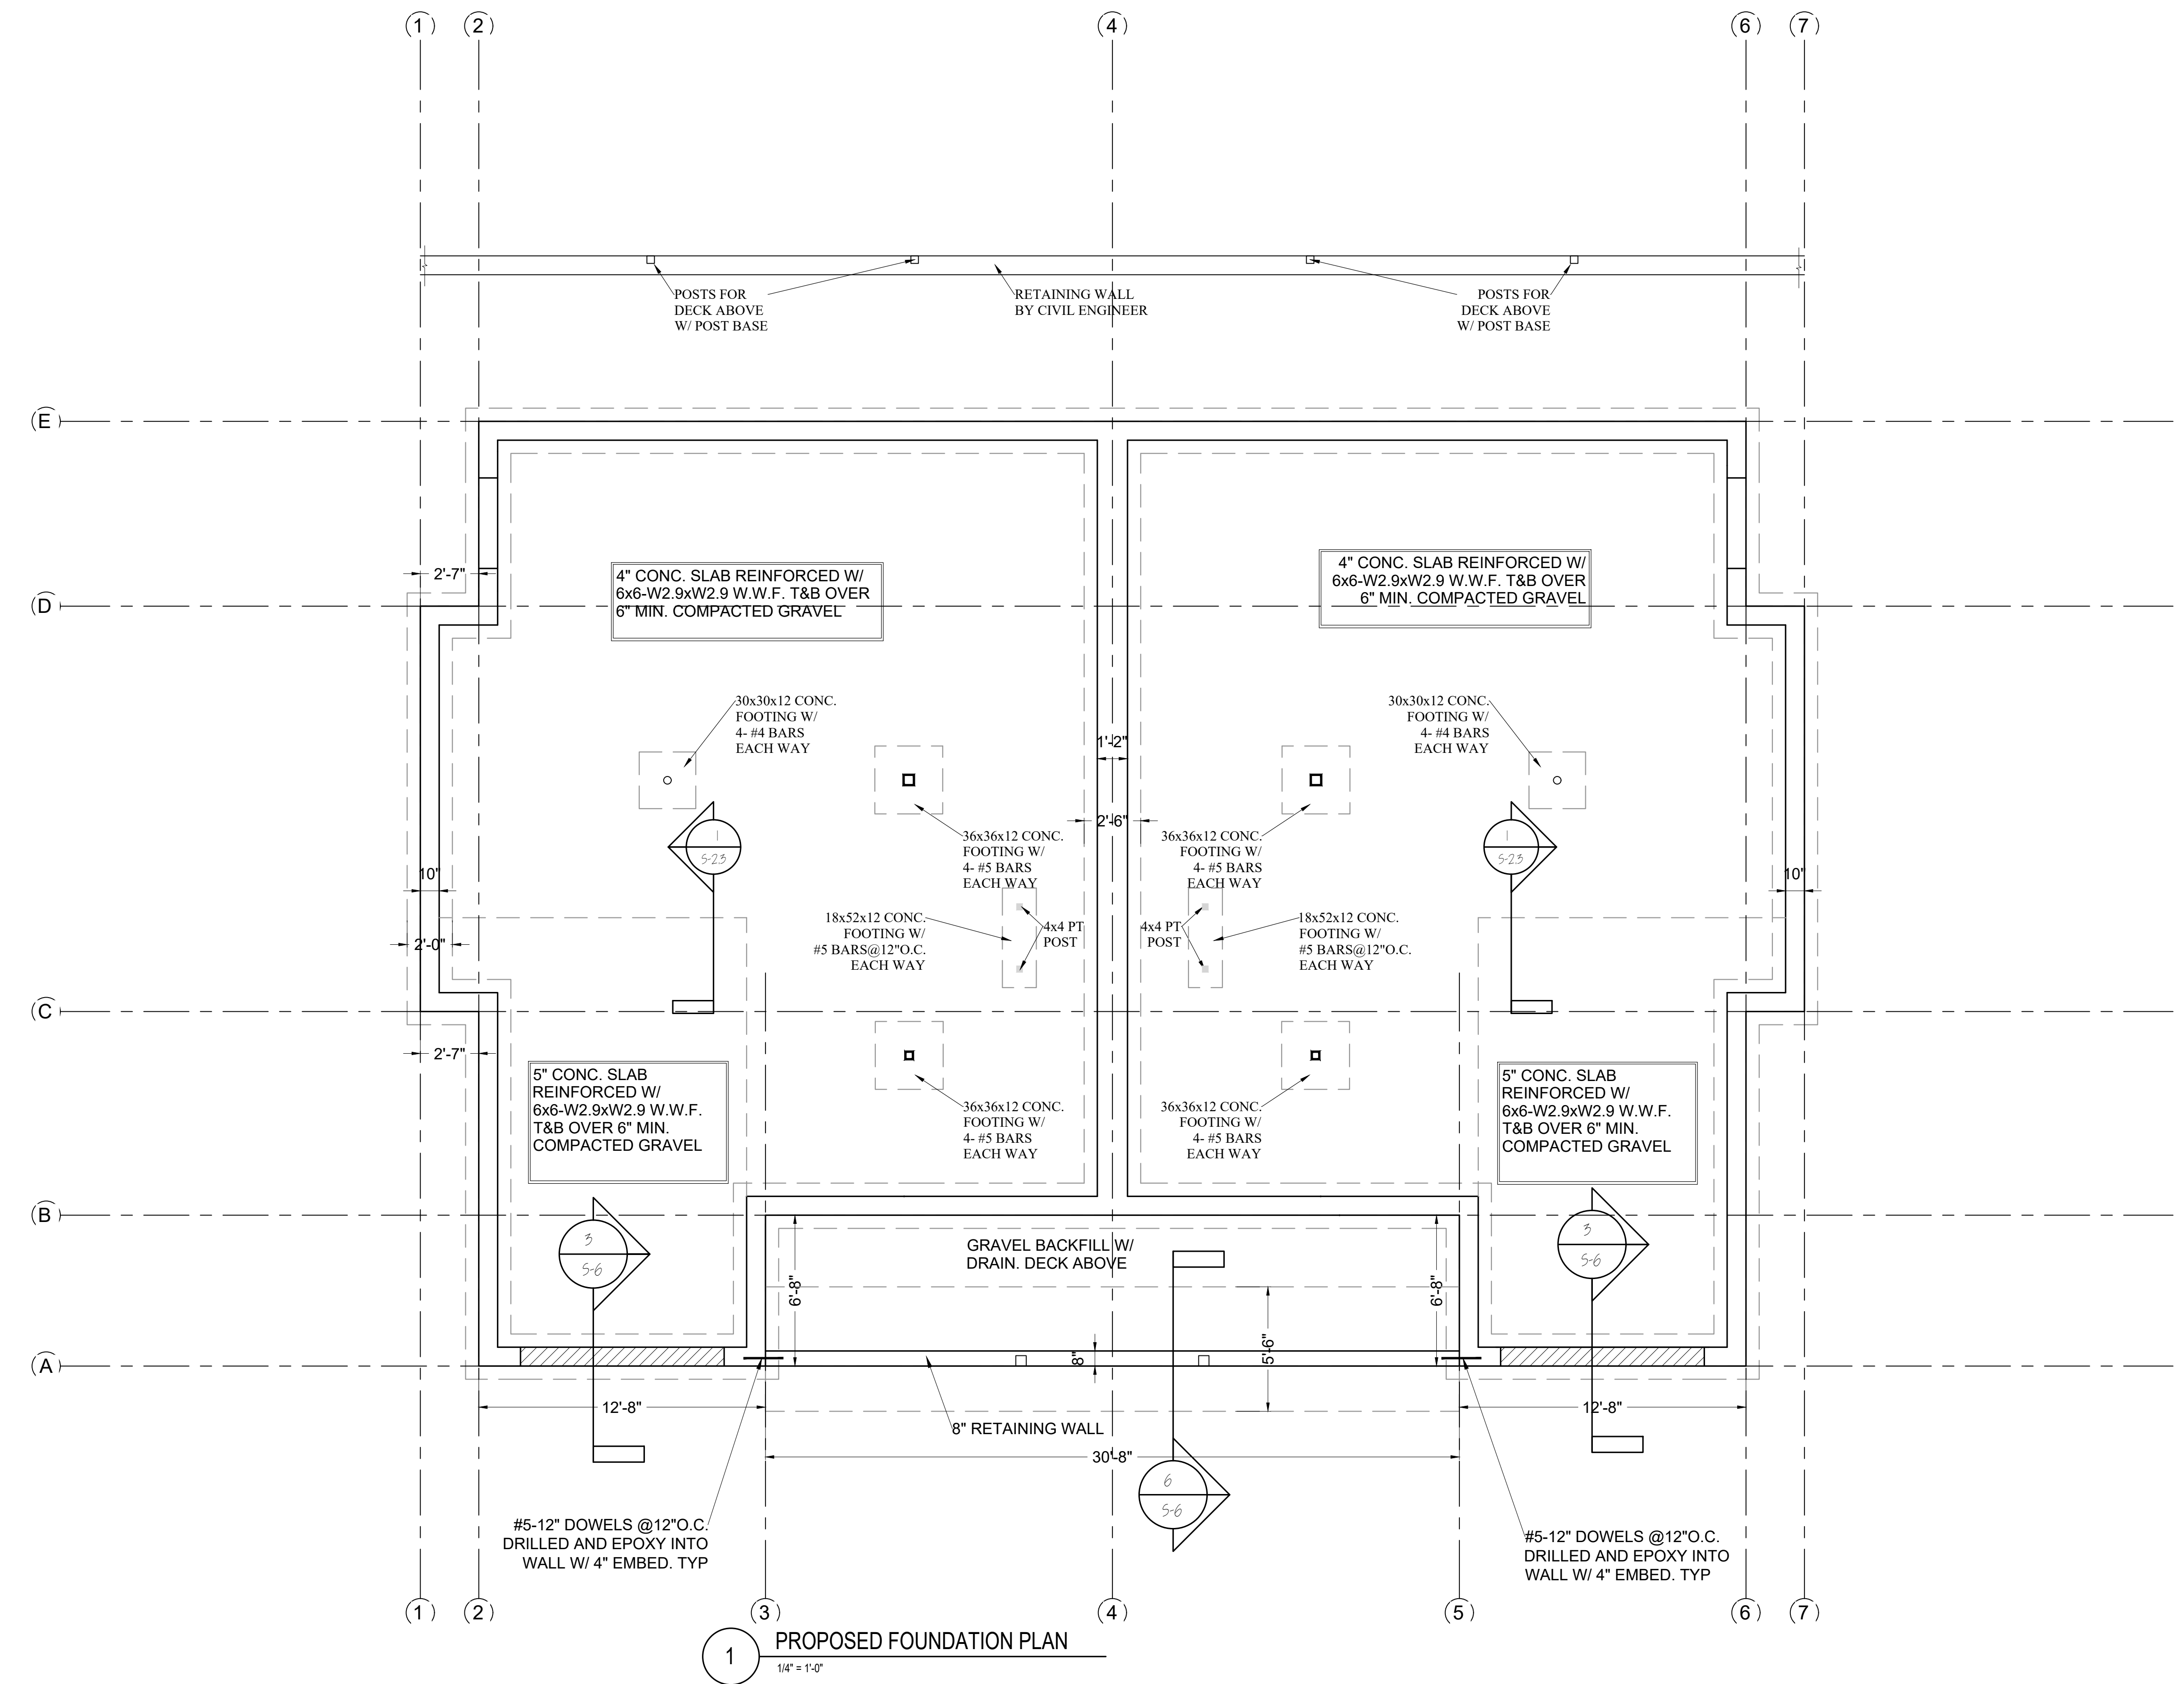 1
2
4
6
7
POSTS FOR
DECK ABOVE
W/ POST BASE
RETAINING WALL
BY CIVIL ENGINEER
POSTS FOR
DECK ABOVE
W/ POST BASE
E
2'-7"
4" CONC. SLAB REINFORCED W/
6x6-W2.9xW2.9 W.W.F. T&B OVER
6" MIN. COMPACTED GRAVEL
4" CONC. SLAB REINFORCED W/
6x6-W2.9xW2.9 W.W.F. T&B OVER
6" MIN. COMPACTED GRAVEL
D
30x30x12 CONC.
FOOTING W/
4- #4 BARS
EACH WAY
30x30x12 CONC.
FOOTING W/
4- #4 BARS
EACH WAY
1'-2"
2'-6"
36x36x12 CONC.
FOOTING W/
4- #5 BARS
EACH WAY
36x36x12 CONC.
FOOTING W/
4- #5 BARS
EACH WAY
1
S-2.3
1
S-2.3
10"
10"
18x52x12 CONC.
FOOTING W/
#5 BARS@12"O.C.
EACH WAY
4x4 PT
POST
4x4 PT
POST
18x52x12 CONC.
FOOTING W/
#5 BARS@12"O.C.
EACH WAY
2'-0"
C
2'-7"
5" CONC. SLAB
REINFORCED W/
6x6-W2.9xW2.9 W.W.F.
T&B OVER 6" MIN.
COMPACTED GRAVEL
36x36x12 CONC.
FOOTING W/
4- #5 BARS
EACH WAY
36x36x12 CONC.
FOOTING W/
4- #5 BARS
EACH WAY
5" CONC. SLAB
REINFORCED W/
6x6-W2.9xW2.9 W.W.F.
T&B OVER 6" MIN.
COMPACTED GRAVEL
B
3
S-6
GRAVEL BACKFILL W/
DRAIN. DECK ABOVE
3
S-6
6'-8"
6'-8"
5'-6"
8"
A
12'-8"
12'-8"
8" RETAINING WALL
30'-8"
6
S-6
#5-12" DOWELS @12"O.C.
DRILLED AND EPOXY INTO
WALL W/ 4" EMBED. TYP
#5-12" DOWELS @12"O.C.
DRILLED AND EPOXY INTO
WALL W/ 4" EMBED. TYP
1
2
3
4
5
6
7
1
PROPOSED FOUNDATION PLAN
1/4" = 1'-0"